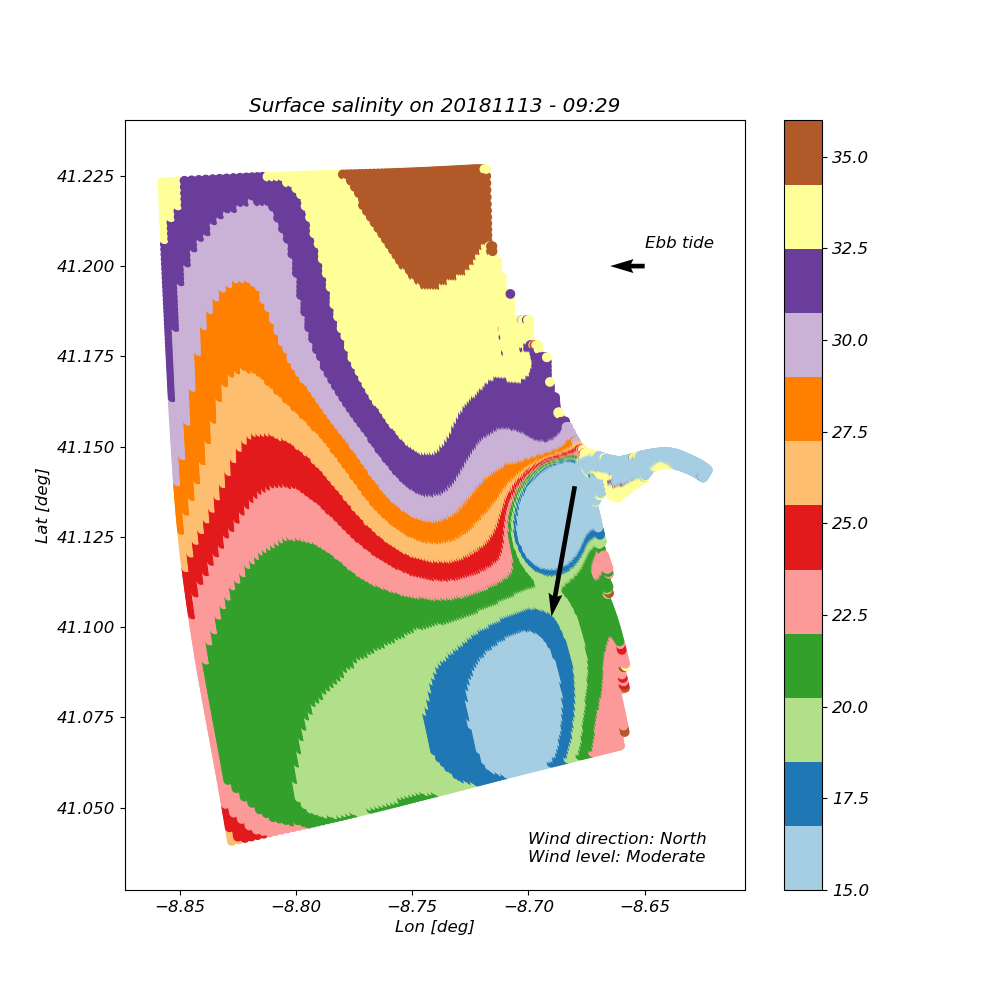 Surface salinity on 20181113 - 09:29
41.225
41.200
41.175
41.150
41.125
41.100
41.075
41.050
Lat [deg]
Ebb tide
Wind direction: North
Wind level: Moderate
−8.85 −8.80 −8.75 −8.70 −8.65
Lon [deg]
35.0
32.5
30.0
27.5
25.0
22.5
20.0
17.5
15.0